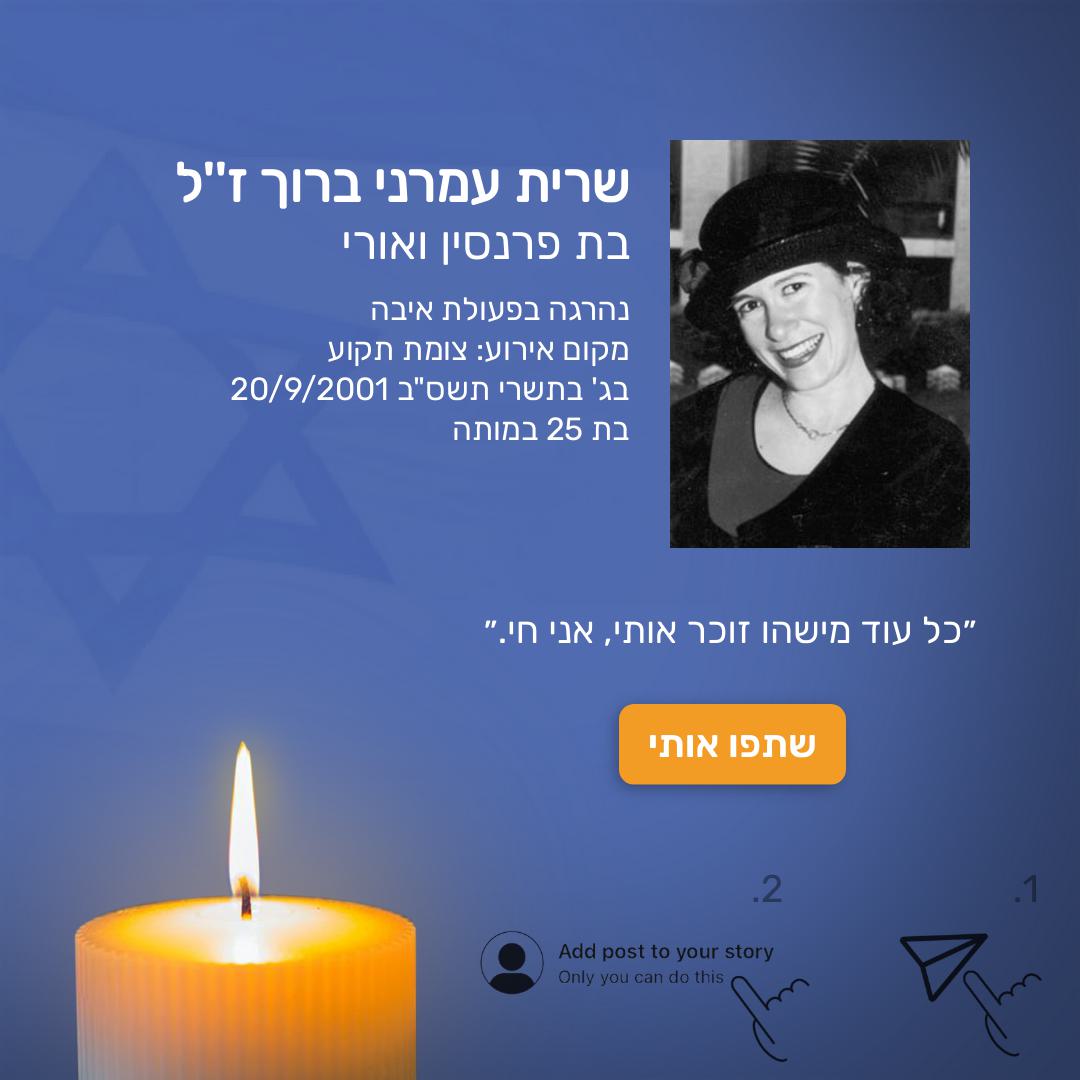 שרית עמרני ברוך ז"ל
בת פרנסין ואורי
נהרגה בפעולת איבה
מקום אירוע: צומת תקוע
בג' בתשרי תשס"ב 20/9/2001
בת 25 במותה
״כל עוד מישהו זוכר אותי, אני חי.״
שתפו אותי
1.
2.
Add post to your story
Only you can do this